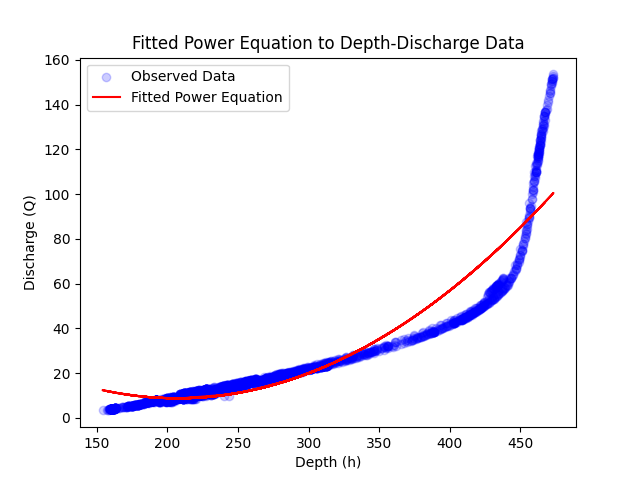 Fitted Power Equation to Depth-Discharge Data
Observed Data
Fitted Power Equation
160
140
120
100
80
60
40
20
0
Discharge (Q)
150 200 250 300 350 400 450
Depth (h)